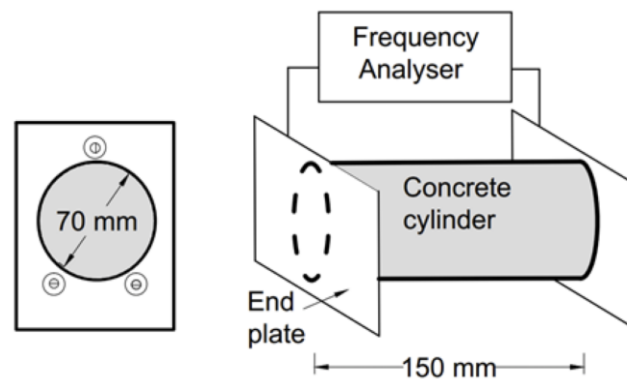 Frequency
Analyser
70 mm
Concrete
cylinder
End
plate
150 mm